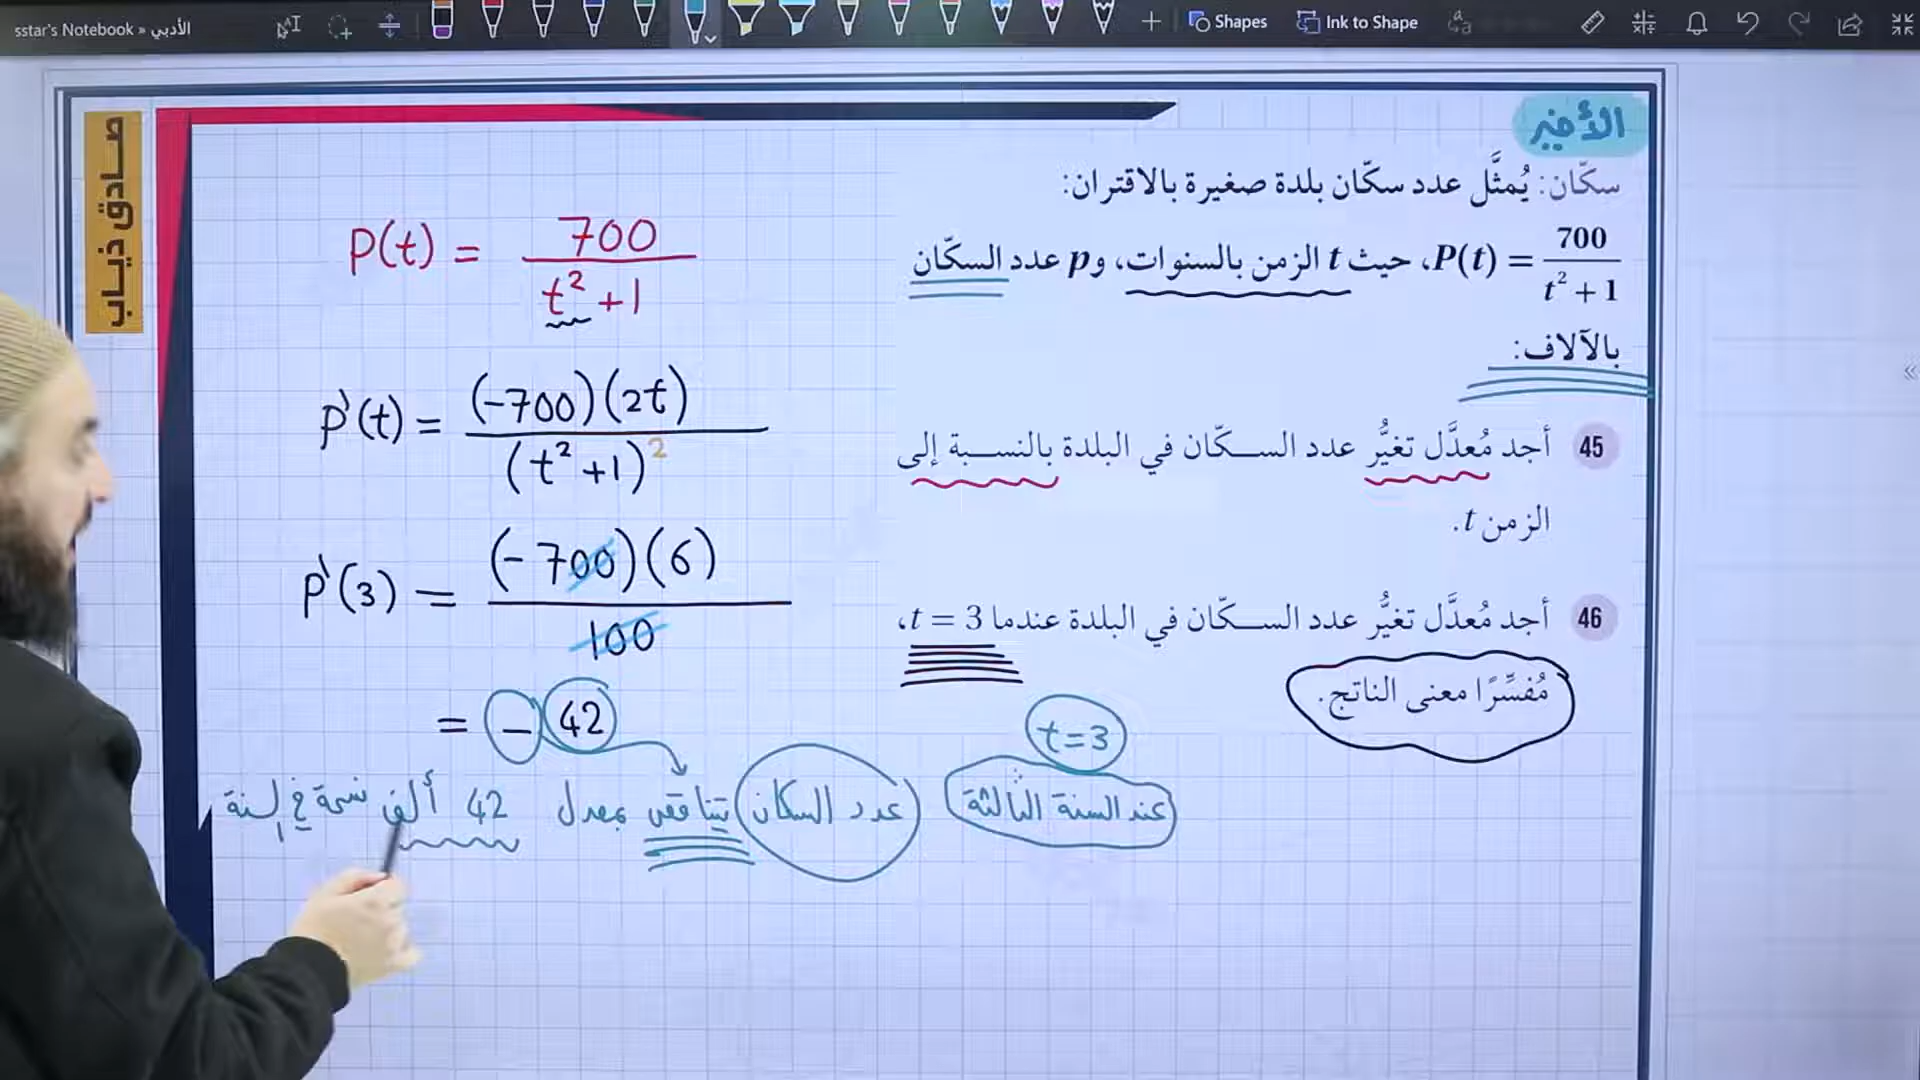 sstar's Notebook » الأدبي
Shapes
Ink to Shape
صادق ذياب
الأخير
سكّان: يُمثَّل عدد سكّان بلدة صغيرة بالاقتران:
P(t) = 700 / t² + 1، حيث t الزمن بالسنوات، وp عدد السكّان
بالآلاف:
45 أجد مُعدَّل تغيُّر عدد السكّان في البلدة بالنسبة إلى
الزمن t.
46 أجد مُعدَّل تغيُّر عدد السكّان في البلدة عندما t = 3،
مُفسِّرًا معنى الناتج.
P(t) = 700 / t² + 1
P'(t) = (-700)(2t) / (t² + 1)²
P'(3) = (-700)(6) / 100
= - 42
t = 3
عند السنة الثالثة عدد السكان يتناقص بمعدل 42 ألف نسمة في السنة